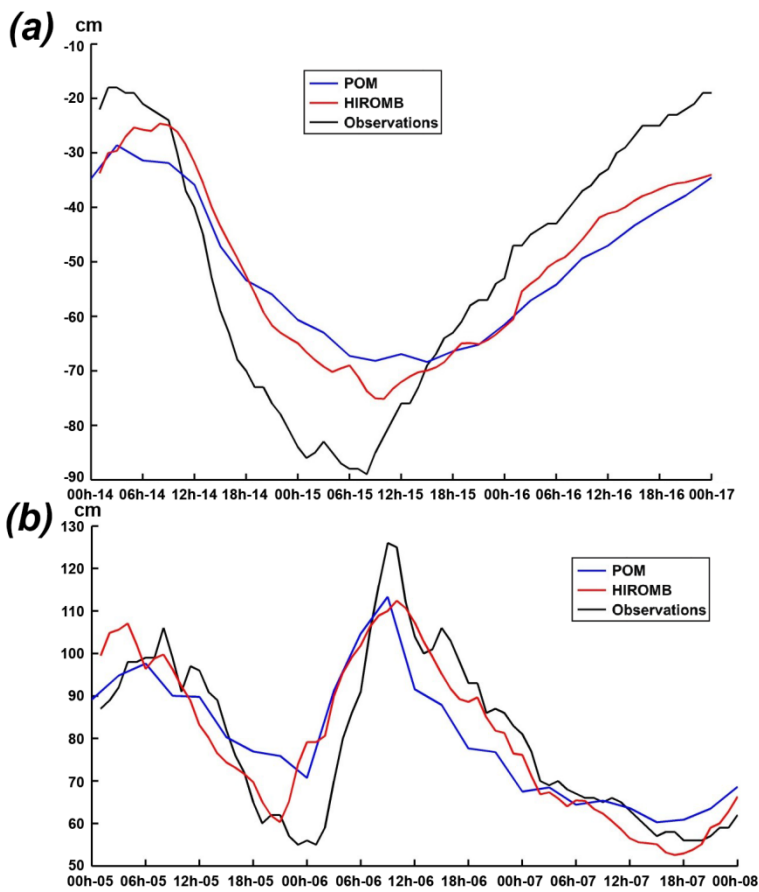 (a)
cm
-10
-20
-30
-40
-50
-60
-70
-80
-90
POM
HIROMB
Observations
00h-14 06h-14 12h-14 18h-14 00h-15 06h-15 12h-15 18h-15 00h-16 06h-16 12h-16 18h-16 00h-17
(b)
cm
130
120
110
100
90
80
70
60
50
POM
HIROMB
Observations
00h-05 06h-05 12h-05 18h-05 00h-06 06h-06 12h-06 18h-06 00h-07 06h-07 12h-07 18h-07 00h-08